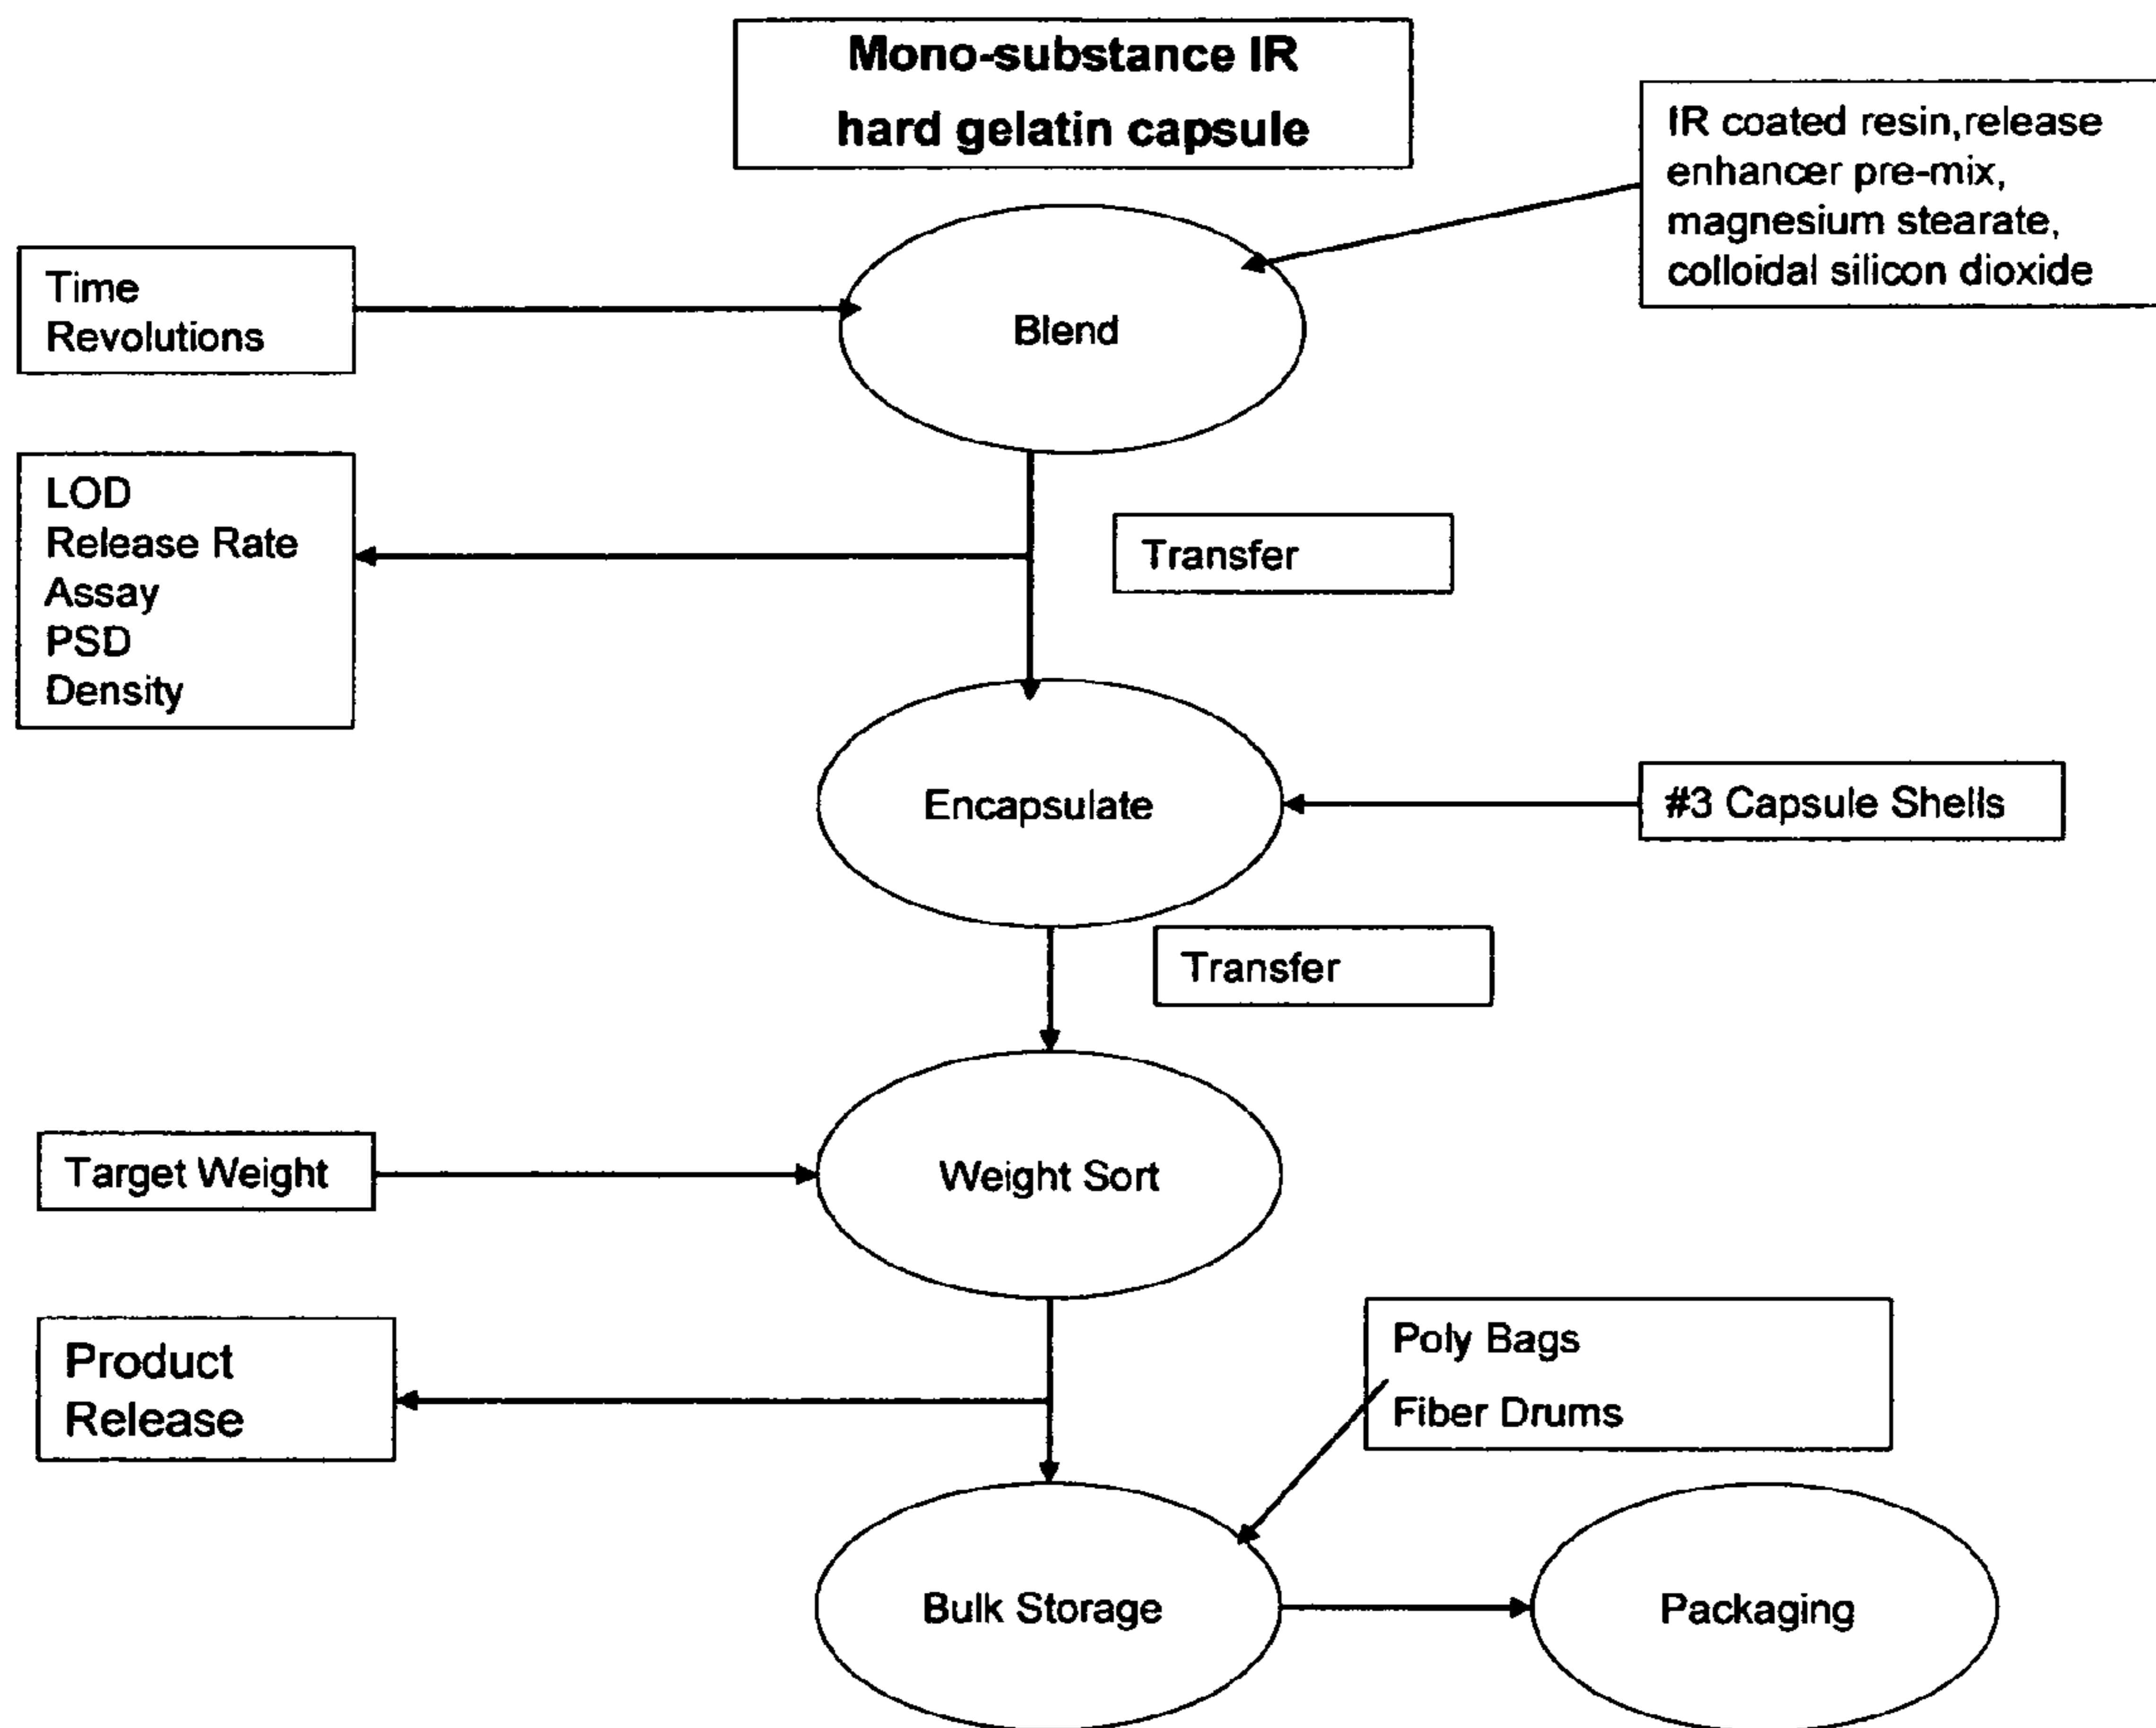 Mono-substance IR
hard gelatin capsule
IR coated resin,release
enhancer pre-mix,
magnesium stearate,
colloidal silicon dioxide
Time
Revolutions
Blend
LOD
Release Rate
Assay
PSD
Density
Transfer
Encapsulate
#3 Capsule Shells
Transfer
Target Weight
Weight Sort
Product
Release
Poly Bags
Fiber Drums
Bulk Storage
Packaging